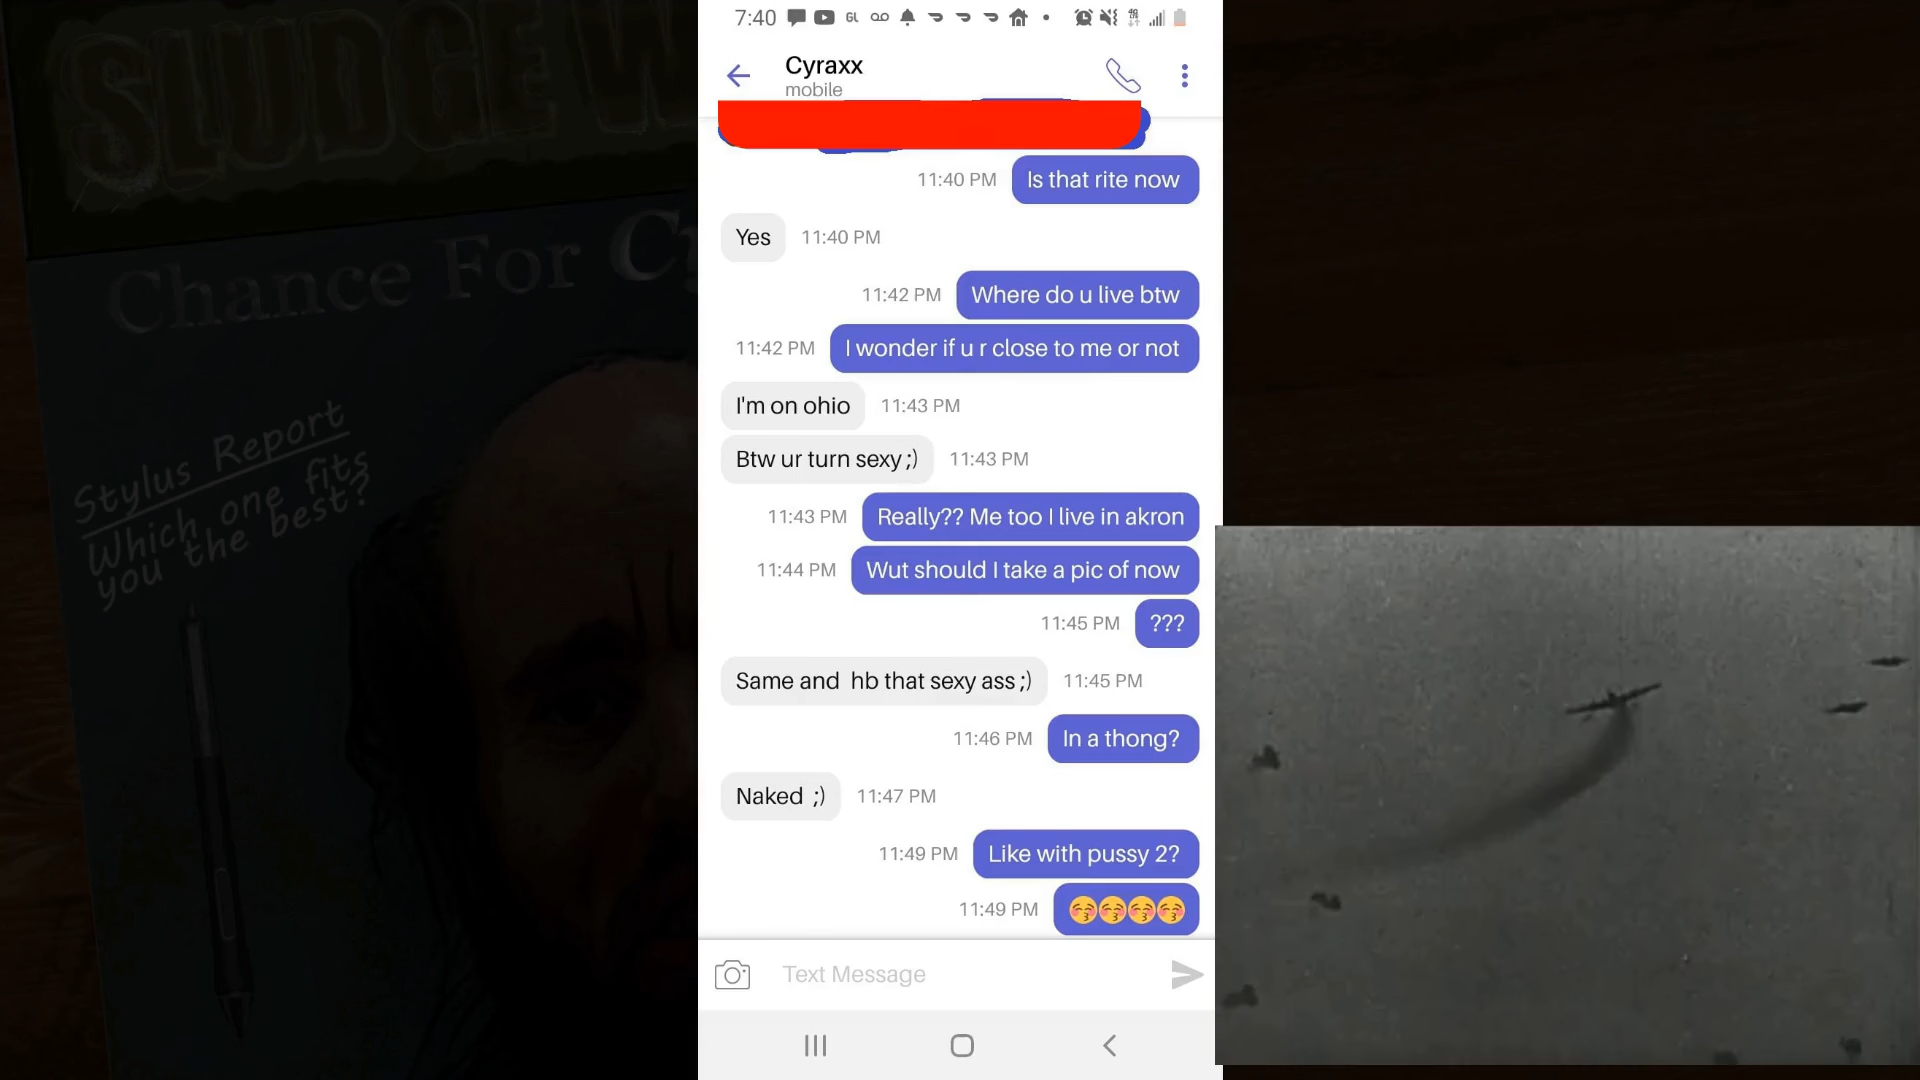 SLUDGE W
Chance For Cy
Stylus Report
Which one fits
you the best?
7:40
GL
Cyraxx
mobile
11:40 PM Is that rite now
Yes 11:40 PM
11:42 PM Where do u live btw
11:42 PM I wonder if u r close to me or not
I'm on ohio 11:43 PM
Btw ur turn sexy ;) 11:43 PM
11:43 PM Really?? Me too I live in akron
11:44 PM Wut should I take a pic of now
11:45 PM ???
Same and  hb that sexy ass ;) 11:45 PM
11:46 PM In a thong?
Naked  ;) 11:47 PM
11:49 PM Like with pussy 2?
11:49 PM 😚😚😚😚
Text Message